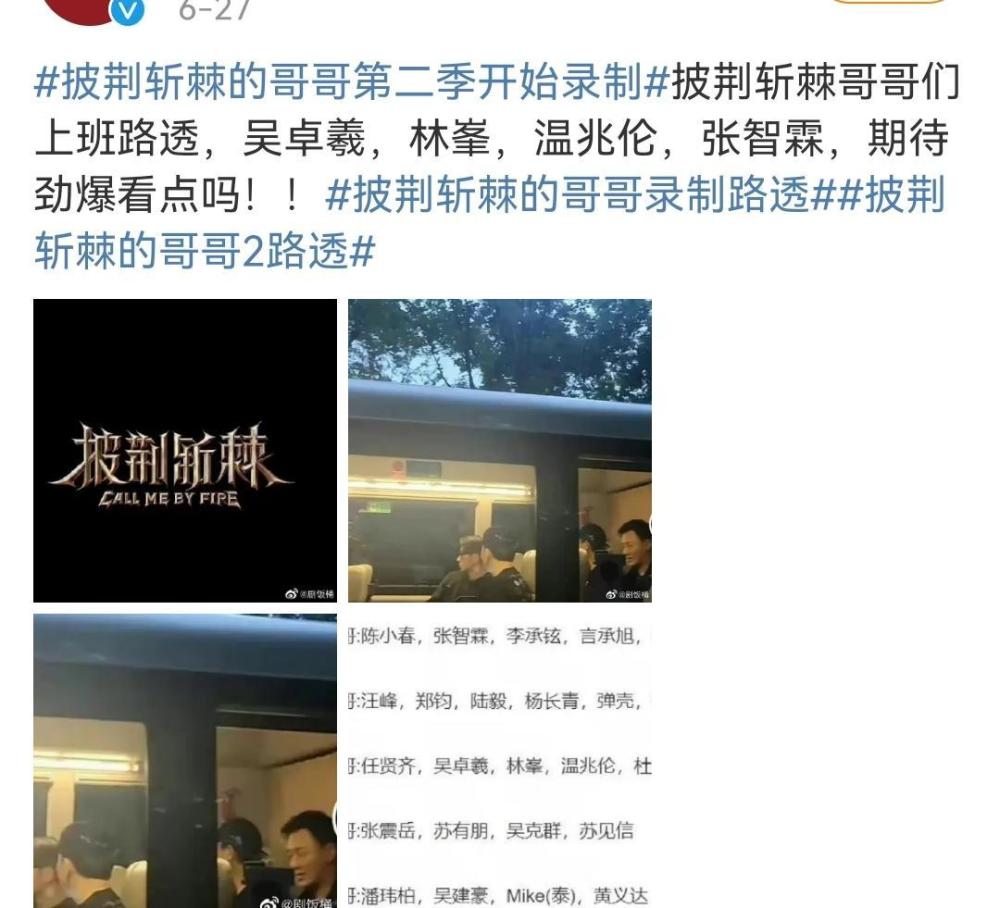 6-27
#披荆斩棘的哥哥第二季开始录制#披荆斩棘哥哥们
上班路透，吴卓羲，林峯，温兆伦，张智霖，期待
劲爆看点吗！！#披荆斩棘的哥哥录制路透##披荆
斩棘的哥哥2路透#
披荆斩棘
CALL ME BY FIRE
@剧饭桶
@剧饭桶
哥:陈小春，张智霖，李承铉，言承旭，
哥:汪峰，郑钧，陆毅，杨长青，弹壳，
哥:任贤齐，吴卓羲，林峯，温兆伦，杜
哥:张震岳，苏有朋，吴克群，苏见信
哥:潘玮柏，吴建豪，Mike(泰)，黄义达
@剧饭桶